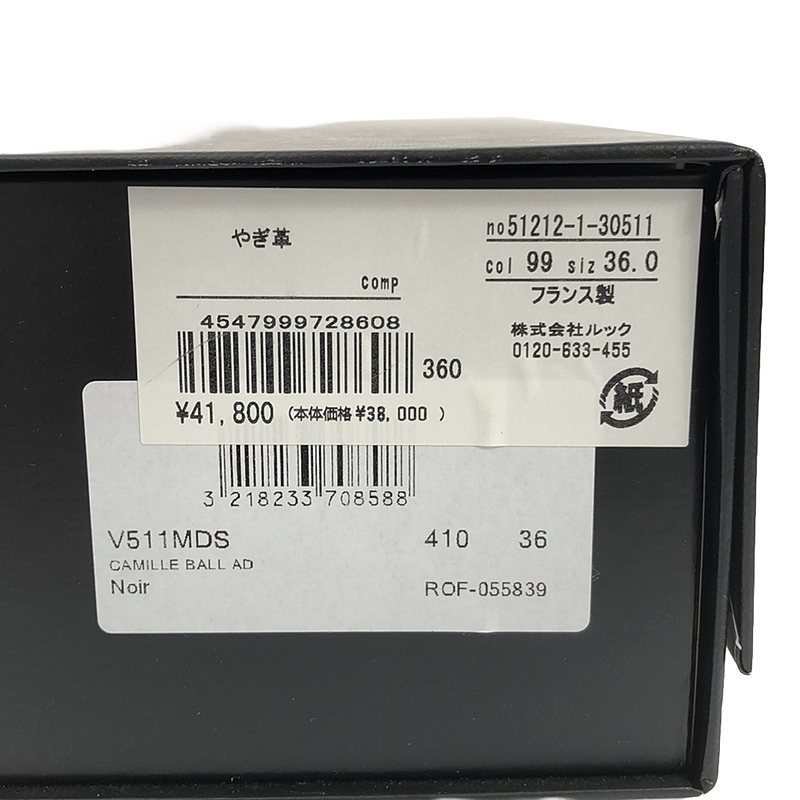 やぎ革
comp
4547999728608
360
¥41,800 (本体価格¥38,000 )
no51212-1-30511
col 99 siz 36.0
フランス製
株式会社ルック
0120-633-455
紙
3 218233 708588
V511MDS 410 36
CAMILLE BALL AD
Noir ROF-055839